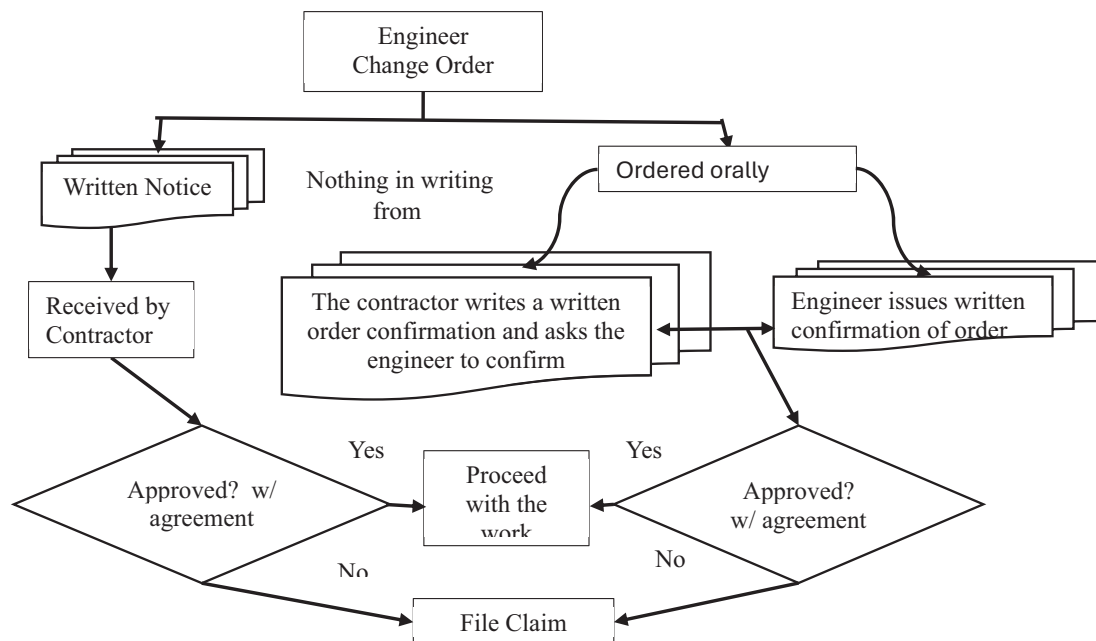 Engineer
Change Order
Written Notice
Nothing in writing
from
Ordered orally
Received by
Contractor
The contractor writes a written
order confirmation and asks the
engineer to confirm
Engineer issues written
confirmation of order
Yes
Yes
Approved?  w/
agreement
Proceed
with the
work
Approved?
w/ agreement
No
No
File Claim